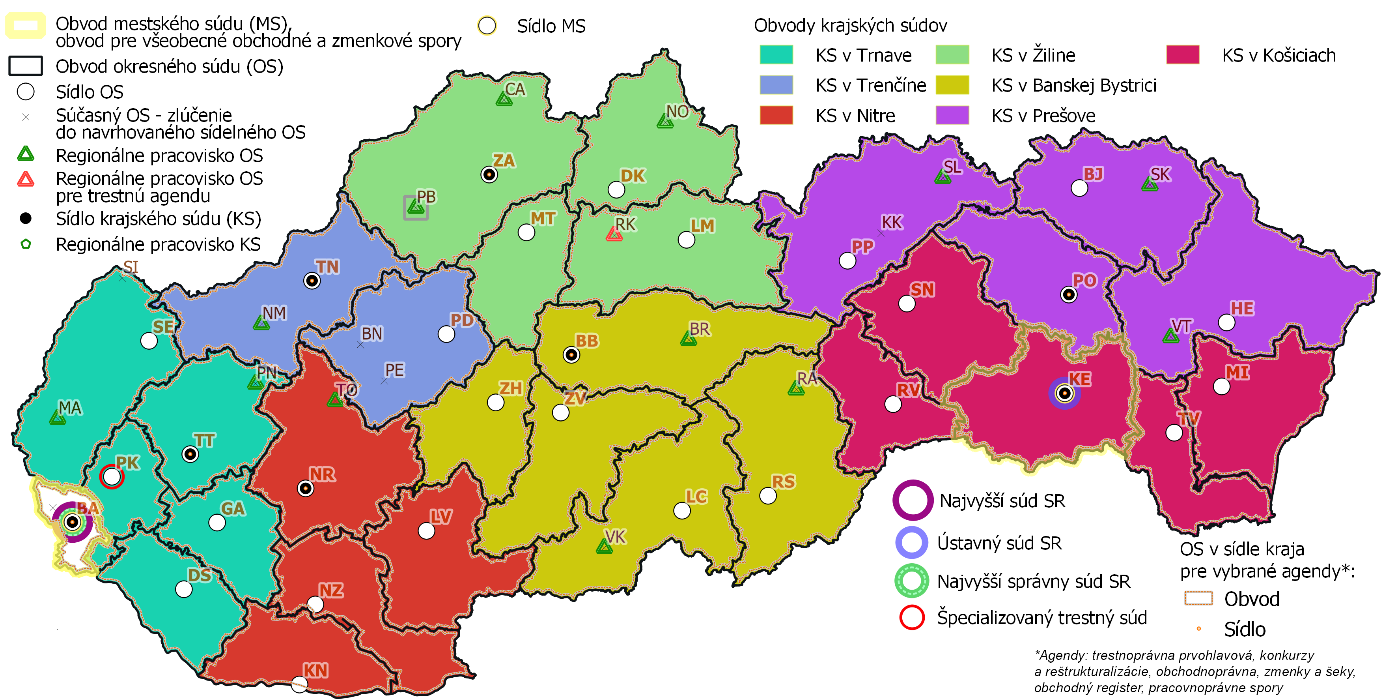 Obvod mestského súdu (MS),
obvod pre všeobecné obchodné a zmenkové spory
Obvod okresného súdu (OS)
Sídlo OS
Súčasný OS - zlúčenie
do navrhovaného sídelného OS
Regionálne pracovisko OS
Regionálne pracovisko OS
pre trestnú agendu
Sídlo krajského súdu (KS)
Regionálne pracovisko KS
Sídlo MS
Obvody krajských súdov
KS v Trnave
KS v Trenčíne
KS v Nitre
KS v Žiline
KS v Banskej Bystrici
KS v Prešove
KS v Košiciach
CA
NO
ZA
DK
PB
MT
RK
LM
SL
BJ
SK
KK
PP
SI
TN
NM
SE
BN
PD
PE
SN
PO
HE
VT
BB
BR
PN
TO
MA
ZH
ZV
RA
RV
KE
MI
TV
TT
PK
NR
BA
GA
LV
VK
LC
RS
DS
NZ
KN
Najvyšší súd SR
Ústavný súd SR
Najvyšší správny súd SR
Špecializovaný trestný súd
OS v sídle kraja
pre vybrané agendy*:
Obvod
Sídlo
*Agendy: trestnoprávna prvohlavová, konkurzy
a reštrukturalizácie, obchodnoprávna, zmenky a šeky,
obchodný register, pracovnoprávne spory